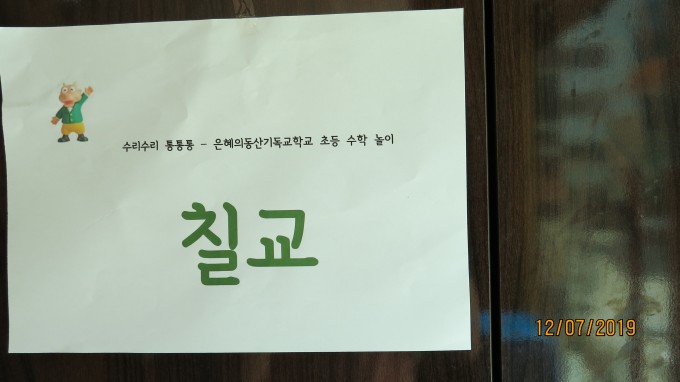 수리수리 통통통 - 은혜의동산기독교학교 초등 수학 놀이
칠교
12/07/2019